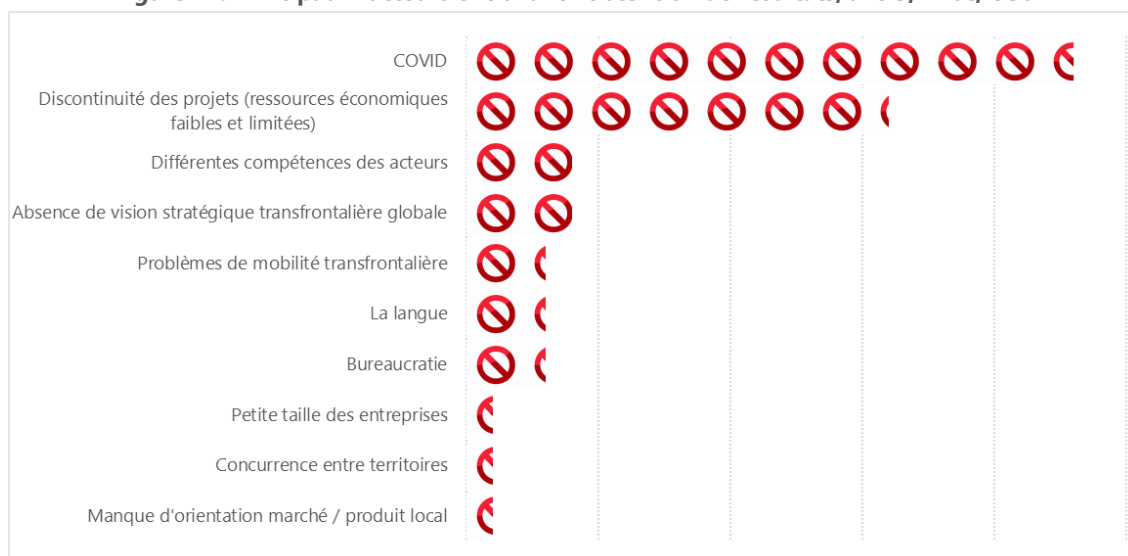 COVID
Discontinuité des projets (ressources économiques
faibles et limitées)
Différentes compétences des acteurs
Absence de vision stratégique transfrontalière globale
Problèmes de mobilité transfrontalière
La langue
Bureaucratie
Petite taille des entreprises
Concurrence entre territoires
Manque d'orientation marché / produit local